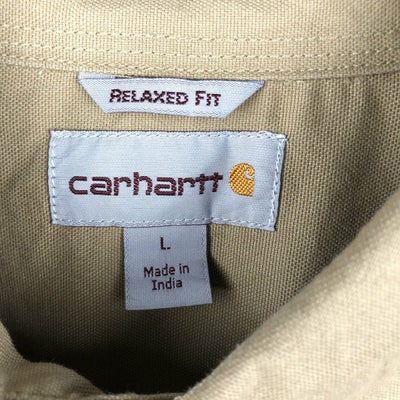 RELAXED FIT
carhartt
L
Made in
India